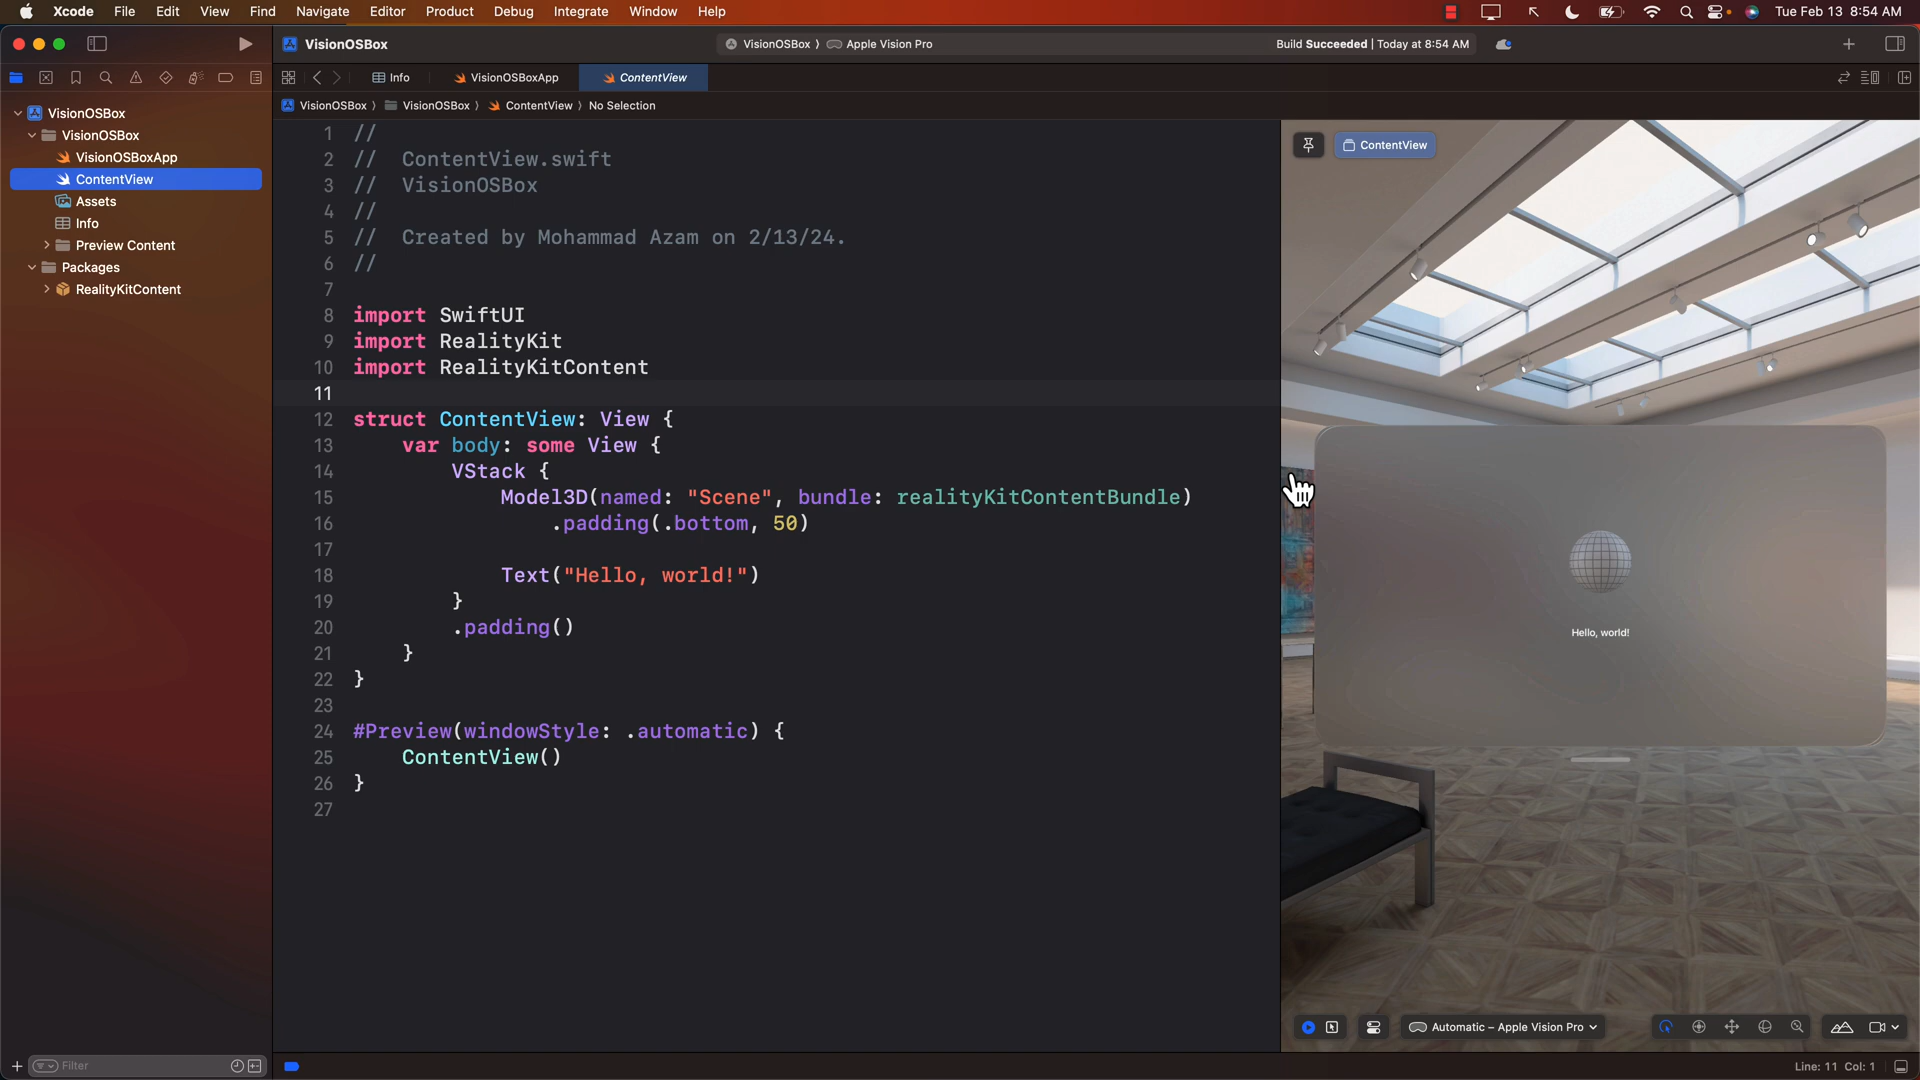 Xcode File Edit View Find Navigate Editor Product Debug Integrate Window Help Tue Feb 13 8:54 AM
VisionOSBox VisionOSBox 〉 Apple Vision Pro Build Succeeded | Today at 8:54 AM
Info VisionOSBoxApp ContentView
VisionOSBox 〉 VisionOSBox 〉 ContentView 〉 No Selection
VisionOSBox
VisionOSBox
VisionOSBoxApp
ContentView
Assets
Info
Preview Content
Packages
RealityKitContent
Filter
1 //
2 //  ContentView.swift
3 //  VisionOSBox
4 //
5 //  Created by Mohammad Azam on 2/13/24.
6 //
7
8 import SwiftUI
9 import RealityKit
10 import RealityKitContent
11
12 struct ContentView: View {
13     var body: some View {
14         VStack {
15             Model3D(named: "Scene", bundle: realityKitContentBundle)
16                 .padding(.bottom, 50)
17
18             Text("Hello, world!")
19         }
20         .padding()
21     }
22 }
23
24 #Preview(windowStyle: .automatic) {
25     ContentView()
26 }
27
ContentView
Hello, world!
Automatic – Apple Vision Pro
Line: 11 Col: 1